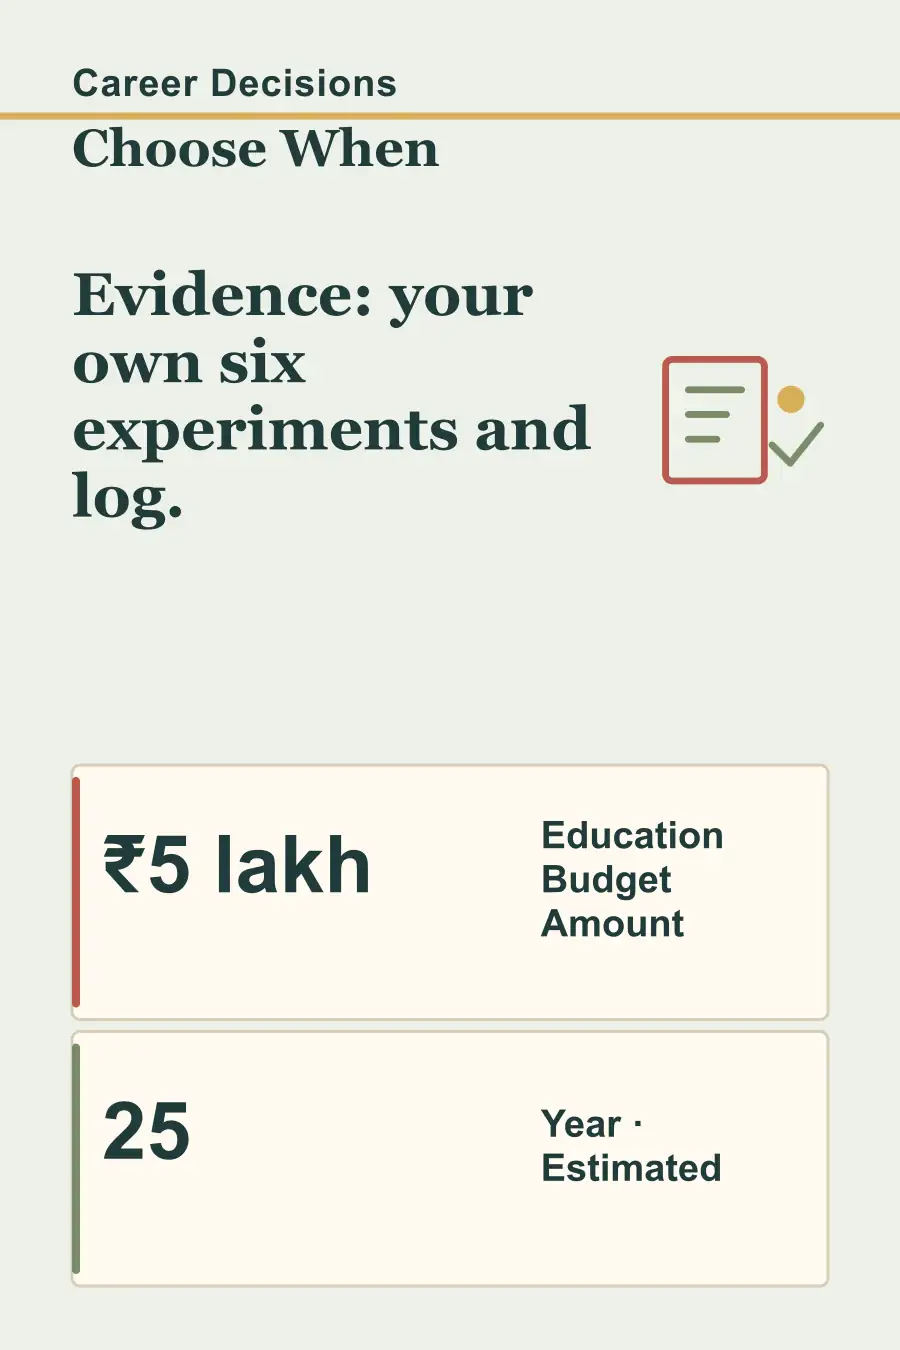 Career Decisions
Choose When
Evidence: your
own six
experiments and
log.
₹5 lakh
Education
Budget
Amount
25
Year ·
Estimated